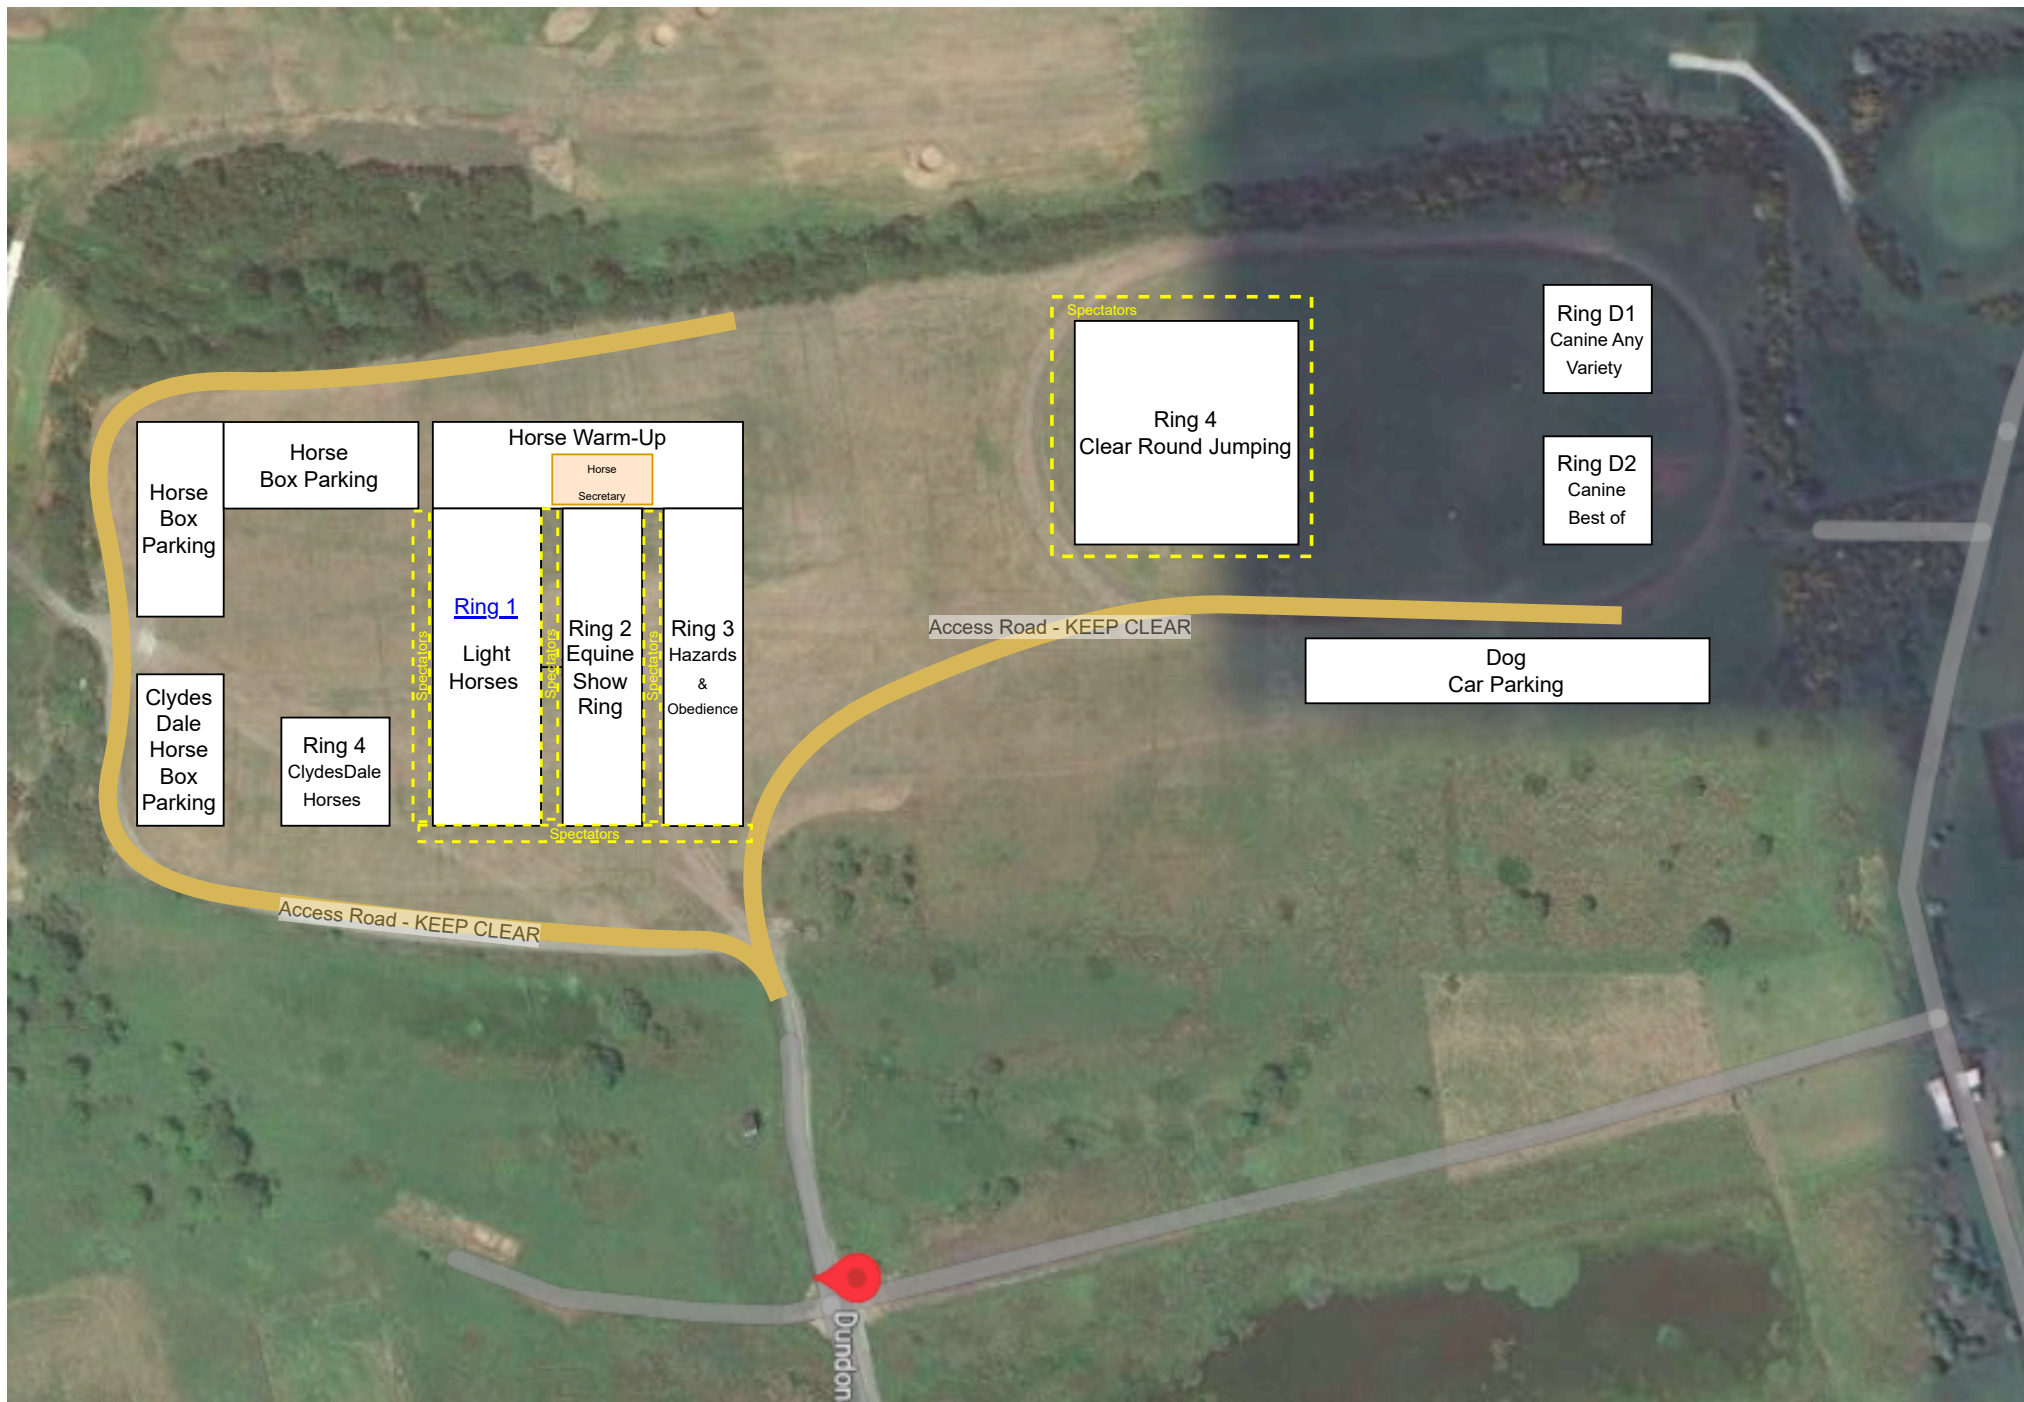 Spectators
Ring D1
Canine Any
Variety
Ring 4
Clear Round Jumping
Ring D2
Canine
Best of
Horse
Box Parking
Horse Warm-Up
Horse
Secretary
Horse
Box
Parking
Spectators
Ring 1
Light
Horses
Spectators
Ring 2
Equine
Show
Ring
Spectators
Ring 3
Hazards
&
Obedience
Access Road - KEEP CLEAR
Dog
Car Parking
Clydes
Dale
Horse
Box
Parking
Ring 4
ClydesDale
Horses
Spectators
Access Road - KEEP CLEAR
Dundon